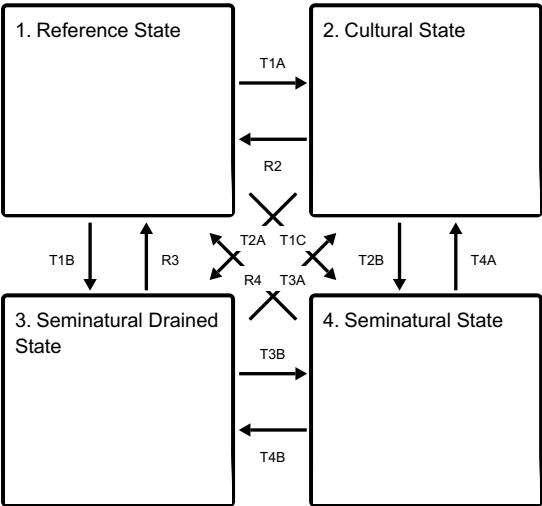 1. Reference State
2. Cultural State
T1A
R2
T1B
R3
T2A
T1C
R4
T3A
T2B
T4A
3. Seminatural Drained
State
4. Seminatural State
T3B
T4B